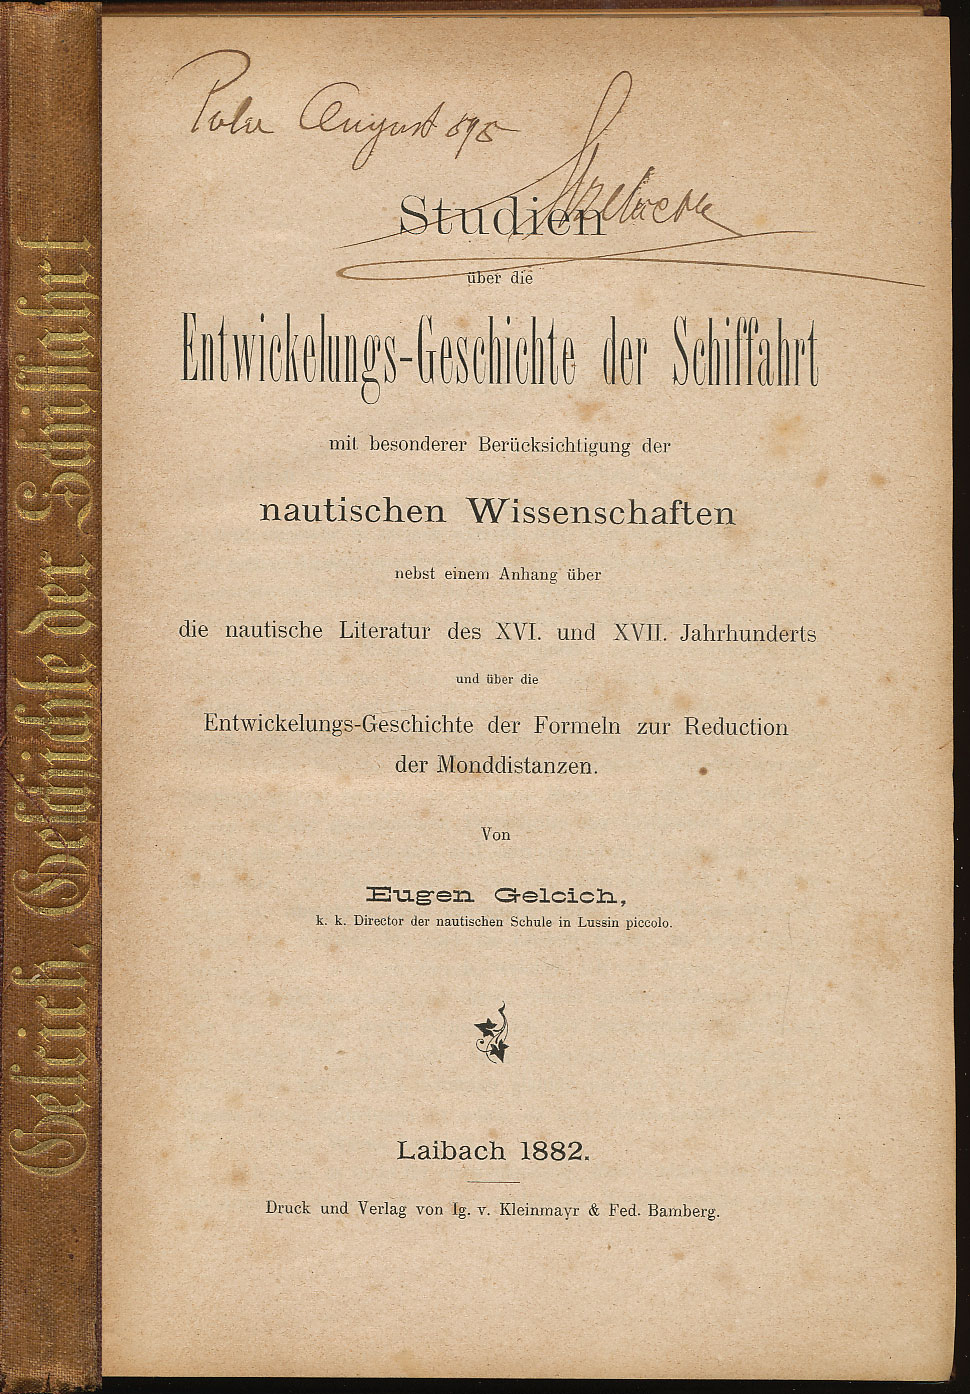 Gelcich, Geschichte der Schiffahrt
Pola August 895
Studien
über die
Entwickelungs-Geschichte der Schiffahrt
mit besonderer Berücksichtigung der
nautischen Wissenschaften
nebst einem Anhang über
die nautische Literatur des XVI. und XVII. Jahrhunderts
und über die
Entwickelungs-Geschichte der Formeln zur Reduction
der Monddistanzen.
Von
Eugen Gelcich,
k. k. Director der nautischen Schule in Lussin piccolo.
Laibach 1882.
Druck und Verlag von Ig. v. Kleinmayr & Fed. Bamberg.